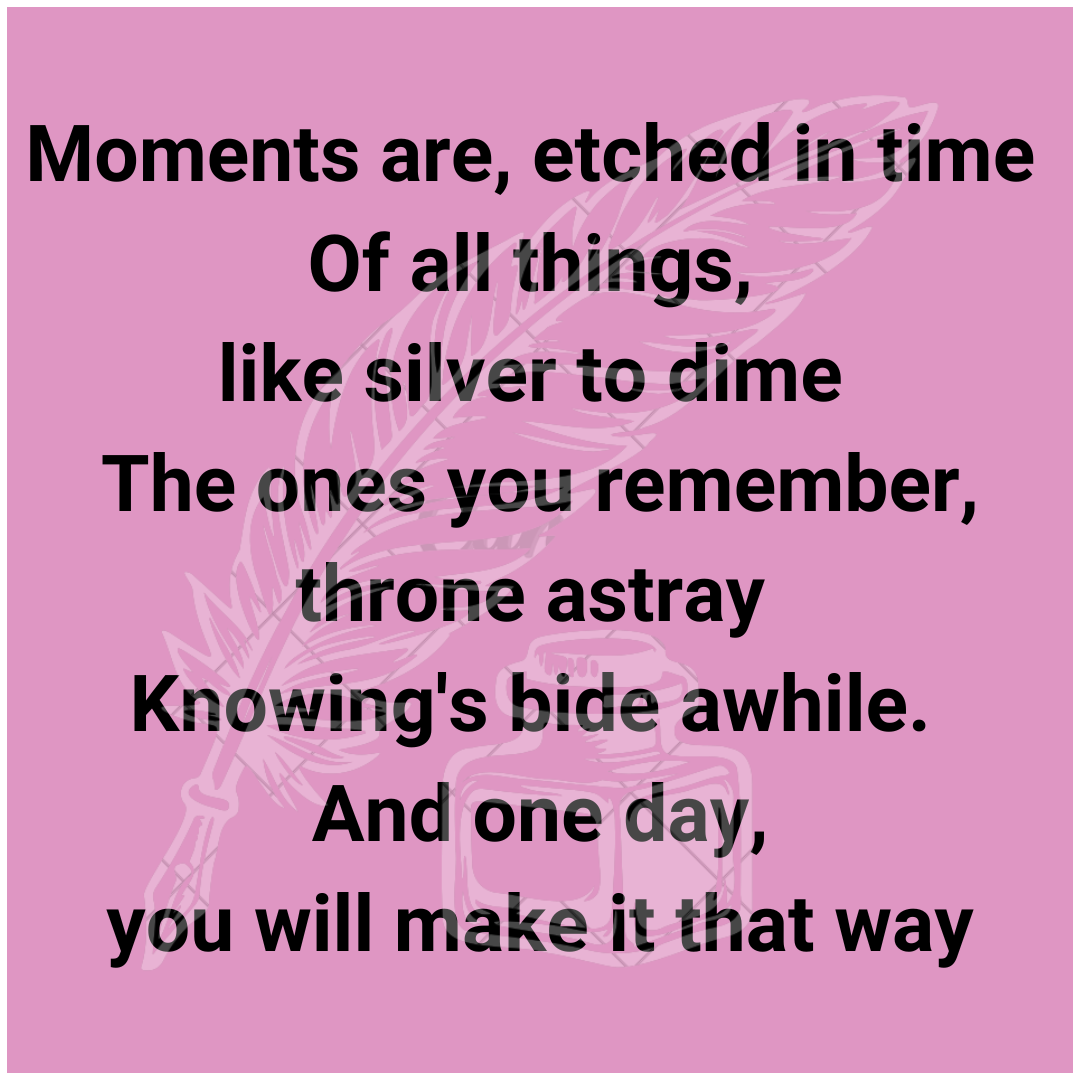 Moments are, etched in time
Of all things,
like silver to dime
The ones you remember,
throne astray
Knowing's bide awhile.
And one day,
you will make it that way